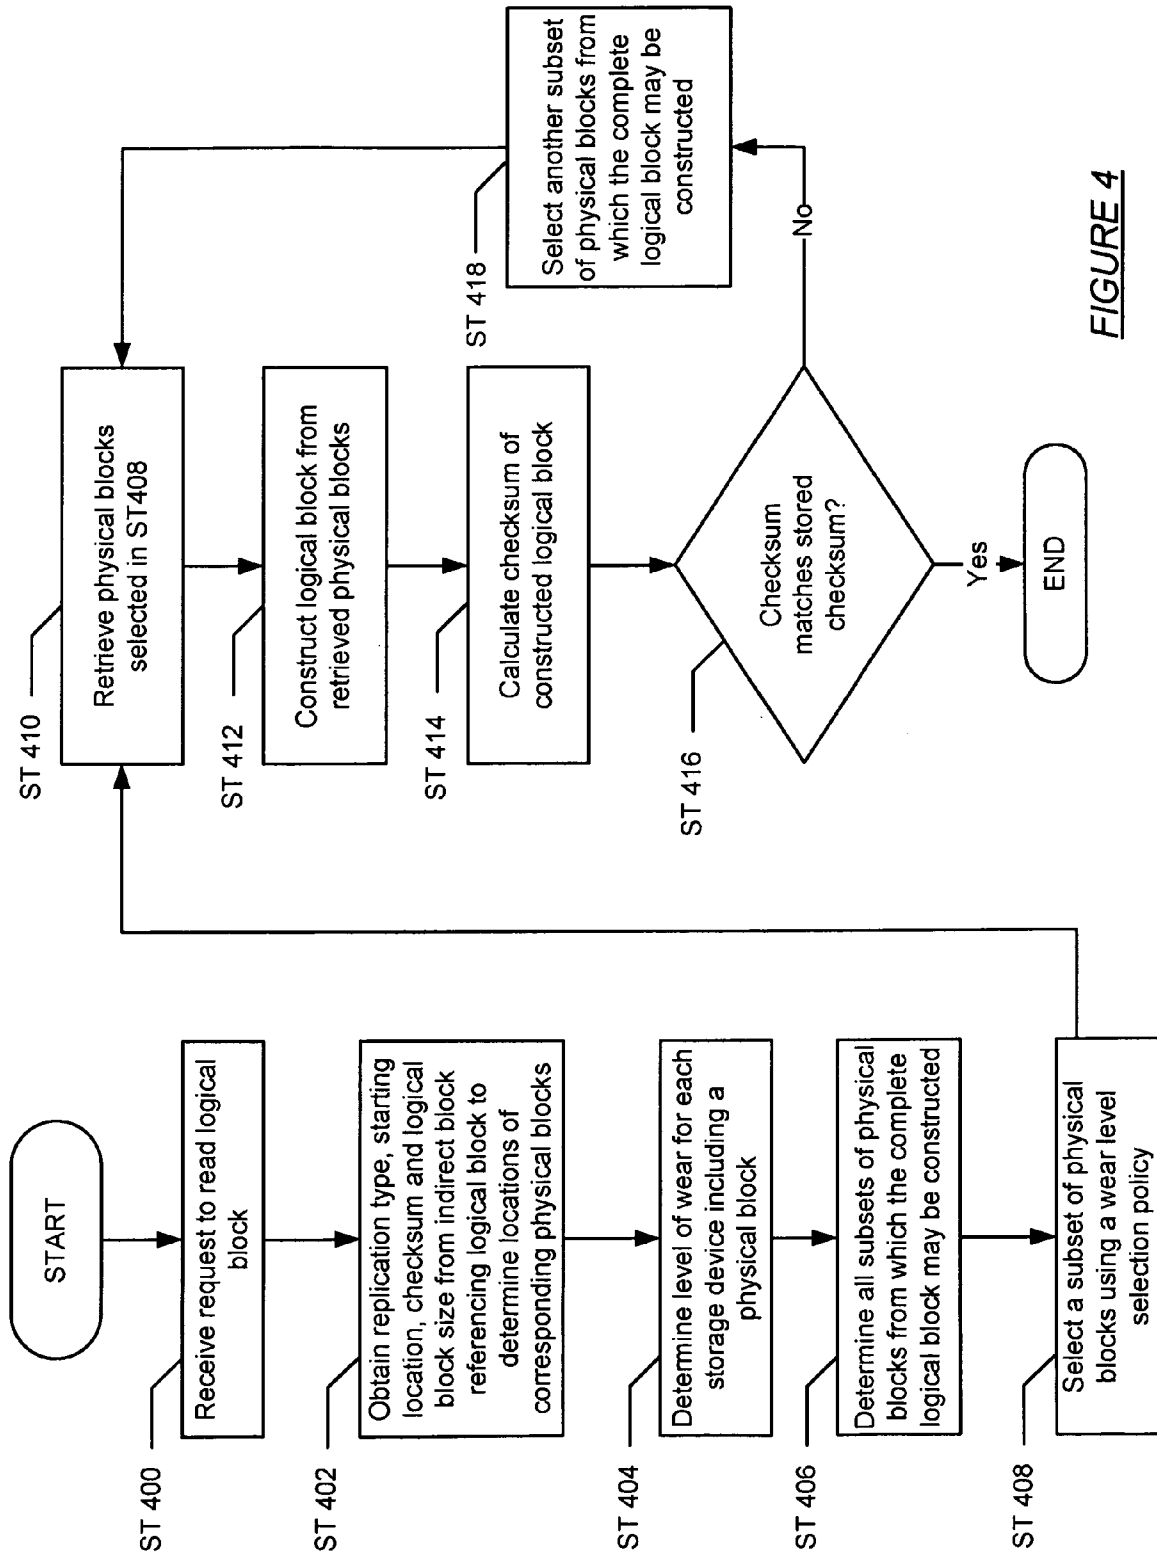 START
ST 400
Receive request to read logical
block
ST 402
Obtain replication type, starting
location, checksum and logical
block size from indirect block
referencing logical block to
determine locations of
corresponding physical blocks
ST 404
Determine level of wear for each
storage device including a
physical block
ST 406
Determine all subsets of physical
blocks from which the complete
logical block may be constructed
ST 408
Select a subset of physical
blocks using a wear level
selection policy
ST 410
Retrieve physical blocks
selected in ST408
ST 412
Construct logical block from
retrieved physical blocks
ST 414
Calculate checksum of
constructed logical block
ST 416
Checksum
matches stored
checksum?
No
ST 418
Select another subset
of physical blocks from
which the complete
logical block may be
constructed
Yes
END
FIGURE 4